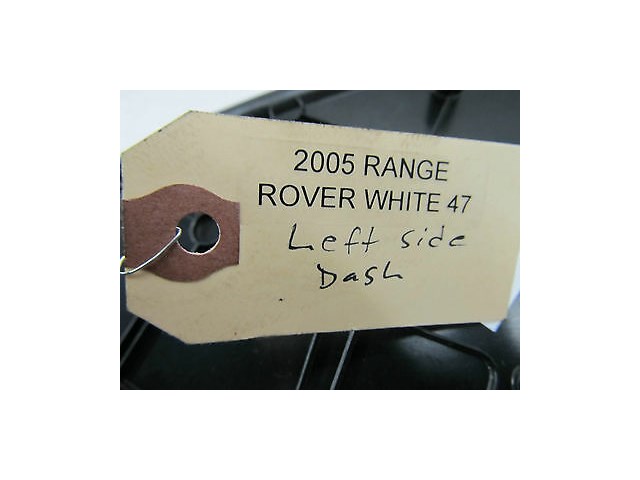 2005 RANGE
ROVER WHITE 47
Left side
Dash